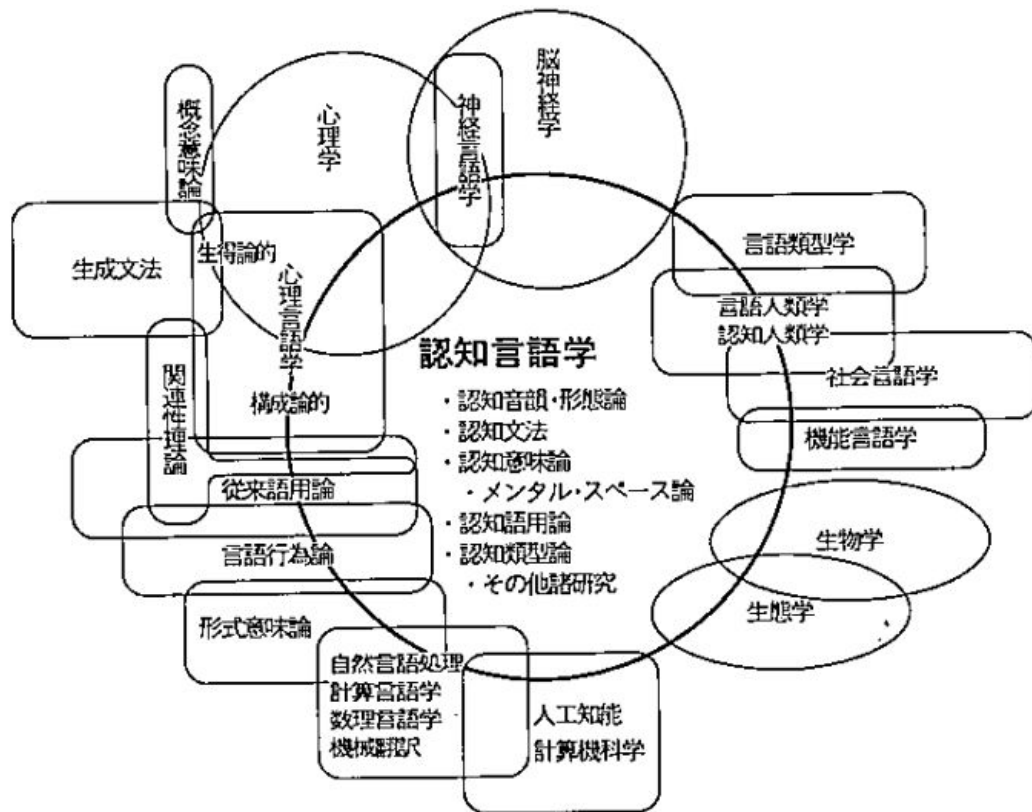 概念意味論
心理学
神経言語学
脳神経学
生成文法
生得論的
心理言語学
構成論的
関連性理論
従来語用論
言語行為論
形式意味論
自然言語処理
計算言語学
数理言語学
機械翻訳
人工知能
計算機科学
認知言語学
・認知音韻・形態論
・認知文法
・認知意味論
・メンタル・スペース論
・認知語用論
・認知類型論
・その他諸研究
言語類型学
言語人類学
認知人類学
社会言語学
機能言語学
生物学
生態学